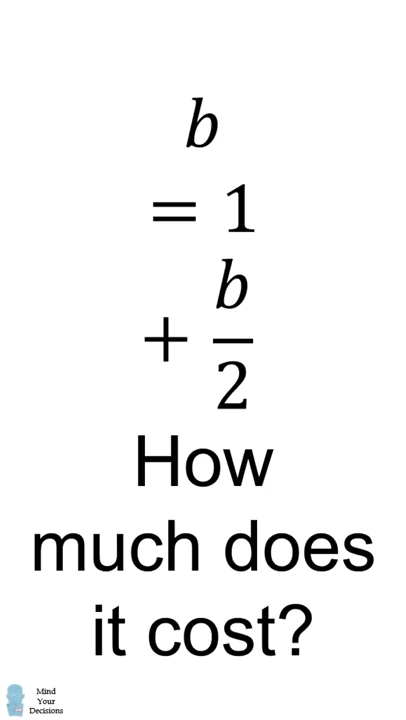 b
= 1
+ b/2
How
much does
it cost?
Mind
Your
Decisions